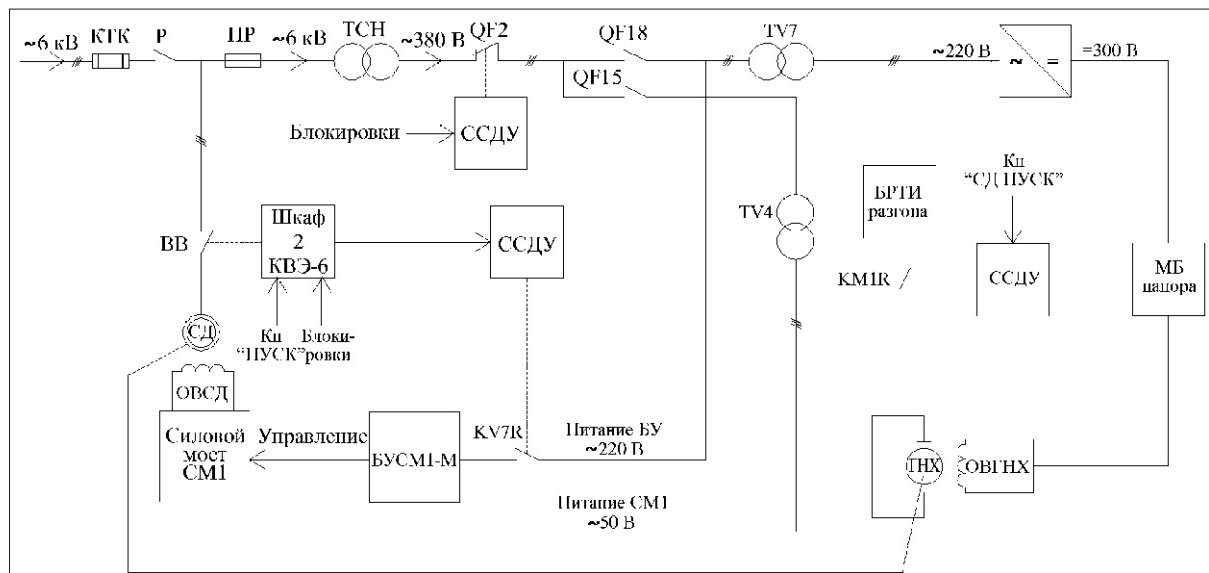 ~6 кВ
КТК
Р
ПР
~6 кВ
ТСН
~380 В
QF2
QF18
TV7
~220 В
~
=
=300 В
QF15
Блокировки
ССДУ
Кн
“СД ПУСК”
БРТИ
разгона
TV4
ВВ
Шкаф
2
КВЭ-6
ССДУ
KM1R
ССДУ
МБ
напора
СД
Кн
“ПУСК”
Блоки-
ровки
ОВСД
Силовой
мост
СМ1
Управление
БУСМ1-М
KV7R
Питание БУ
~220 В
ГНХ
ОВГНХ
Питание СМ1
~50 В